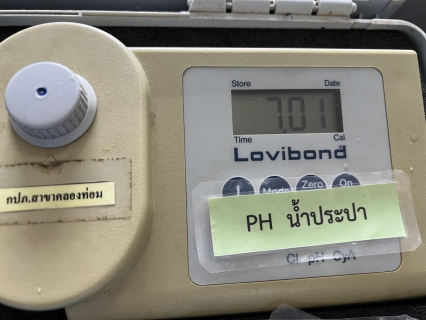 Store Date
7.01
Time Cal
Lovibond
Mode Zero On
กปภ.สาขาคลองท่อม
PH น้ำประปา
Cl pH CyA